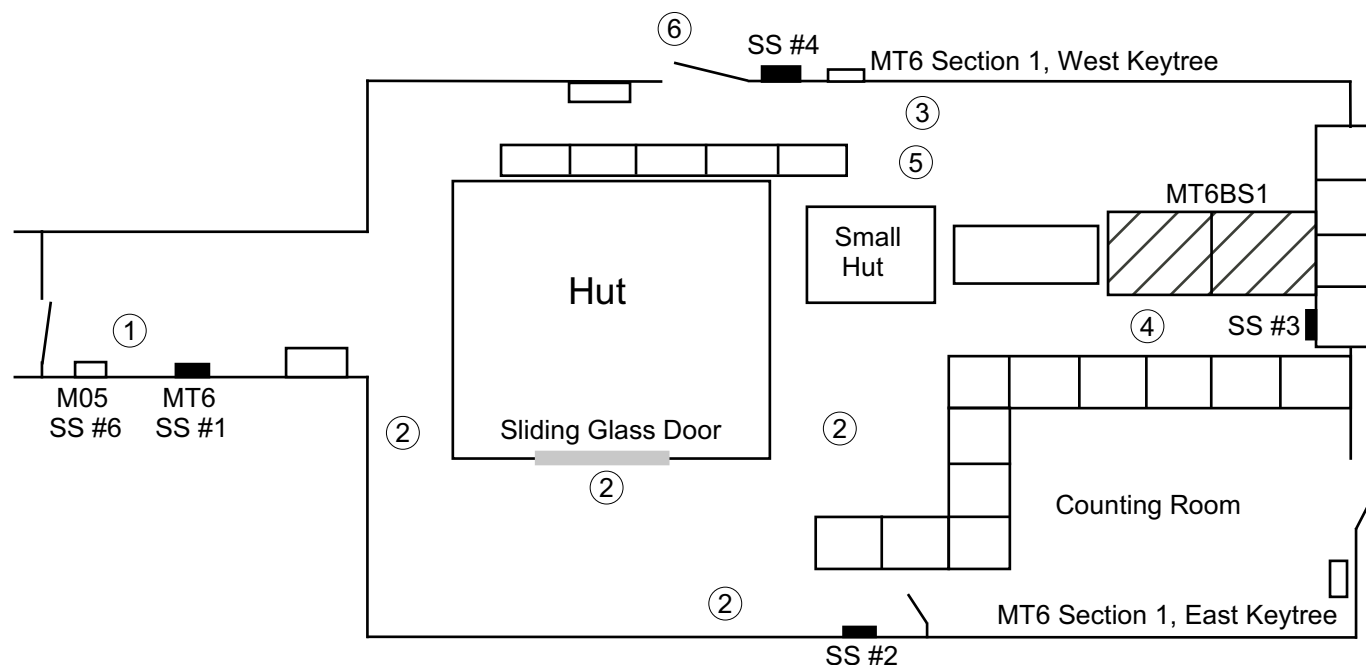 ⑥
SS #4
MT6 Section 1, West Keytree
③
⑤
MT6BS1
Small
Hut
Hut
①
④
SS #3
M05
SS #6
MT6
SS #1
②
Sliding Glass Door
②
②
Counting Room
②
MT6 Section 1, East Keytree
SS #2